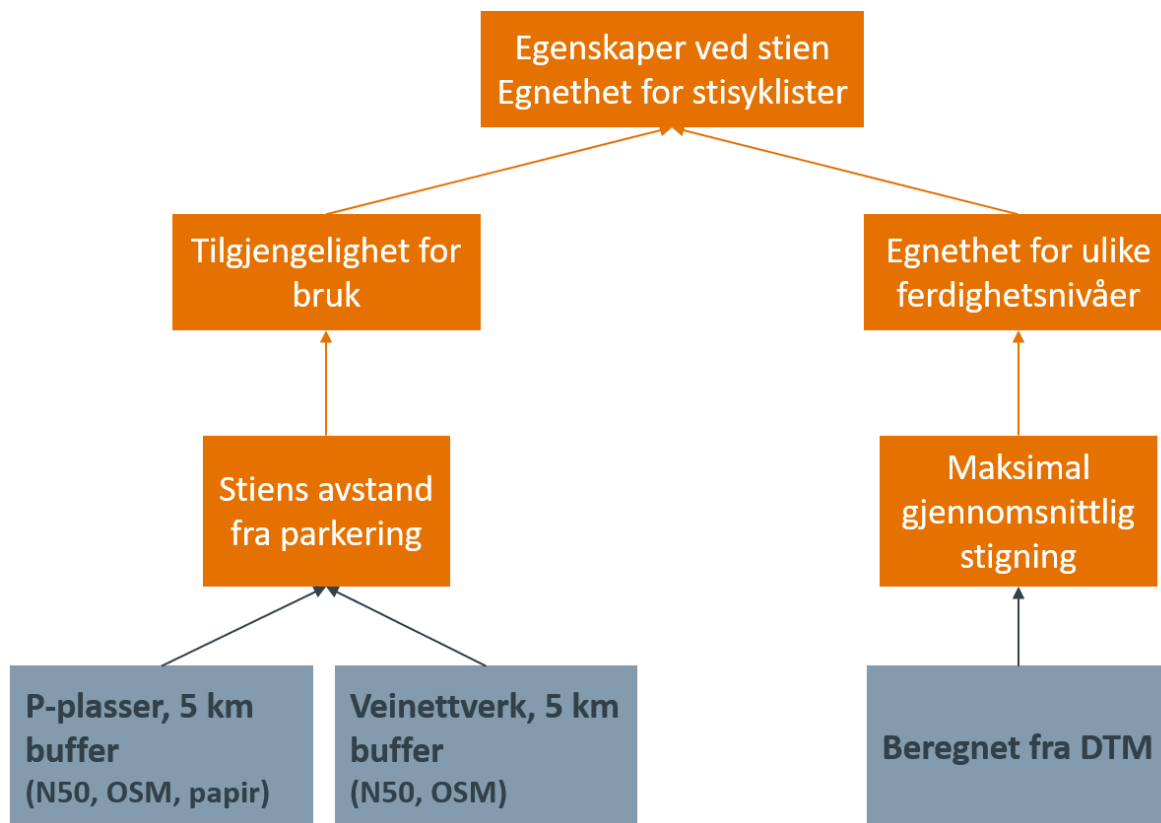 Egenskaper ved stien
Egnethet for stisyklister
Tilgjengelighet for
bruk
Egnethet for ulike
ferdighetsnivåer
Stiens avstand
fra parkering
Maksimal
gjennomsnittlig
stigning
P-plasser, 5 km
buffer
(N50, OSM, papir)
Veinettverk, 5 km
buffer
(N50, OSM)
Beregnet fra DTM